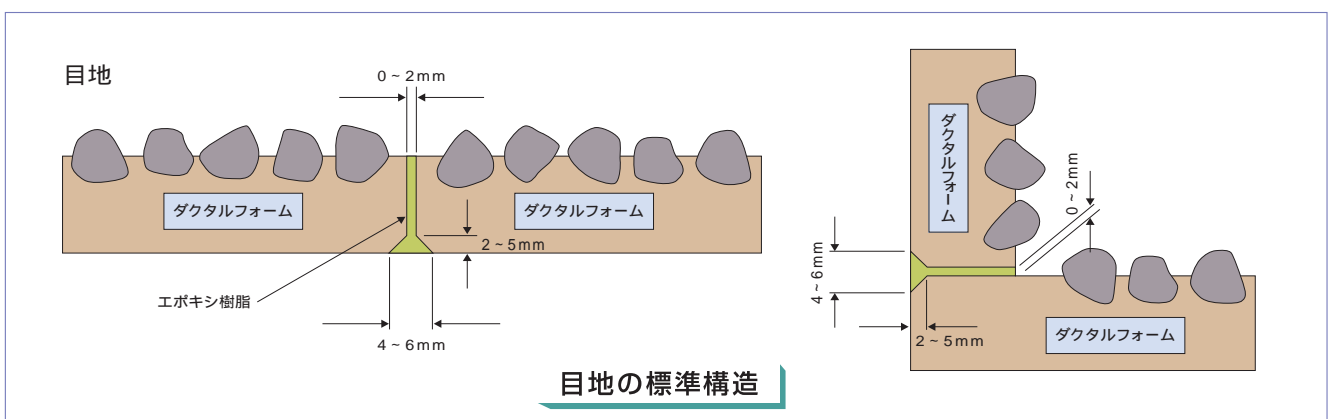 目地
0~2mm
ダクタルフォーム
ダクタルフォーム
2~5mm
エポキシ樹脂
4~6mm
ダクタルフォーム
0~2mm
4~6mm
2~5mm
ダクタルフォーム
目地の標準構造